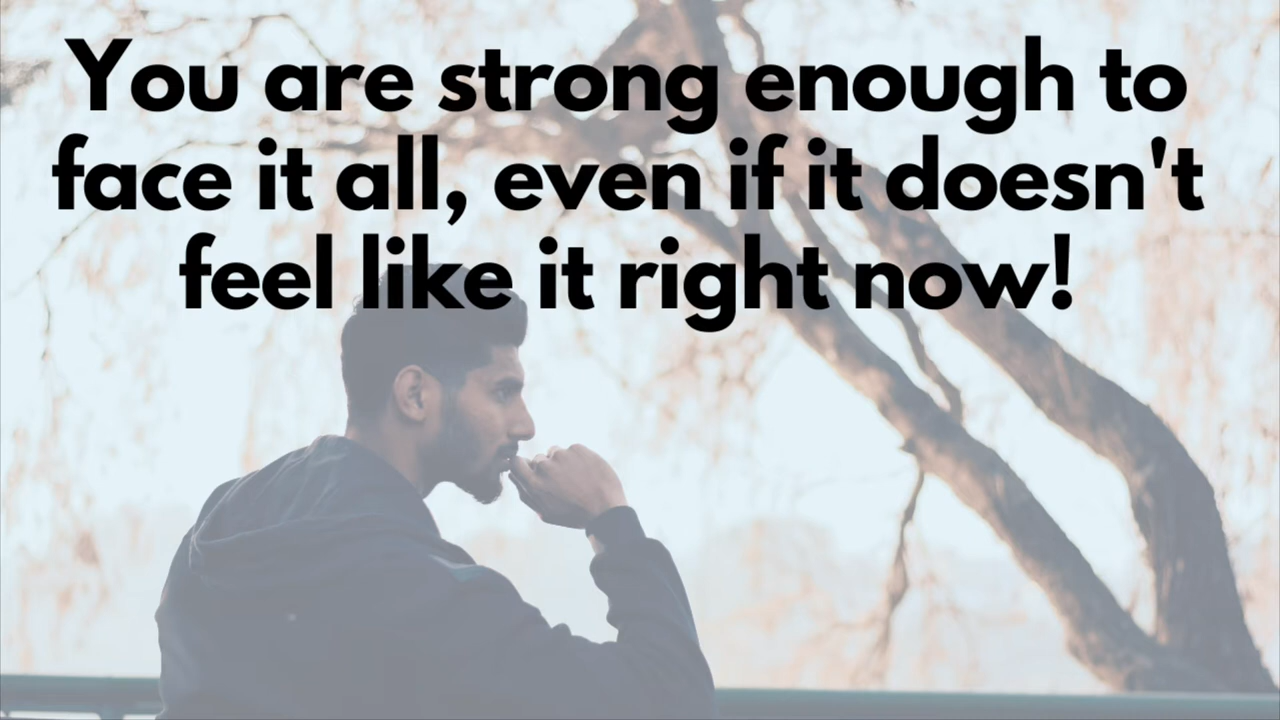 You are strong enough to
face it all, even if it doesn't
feel like it right now!